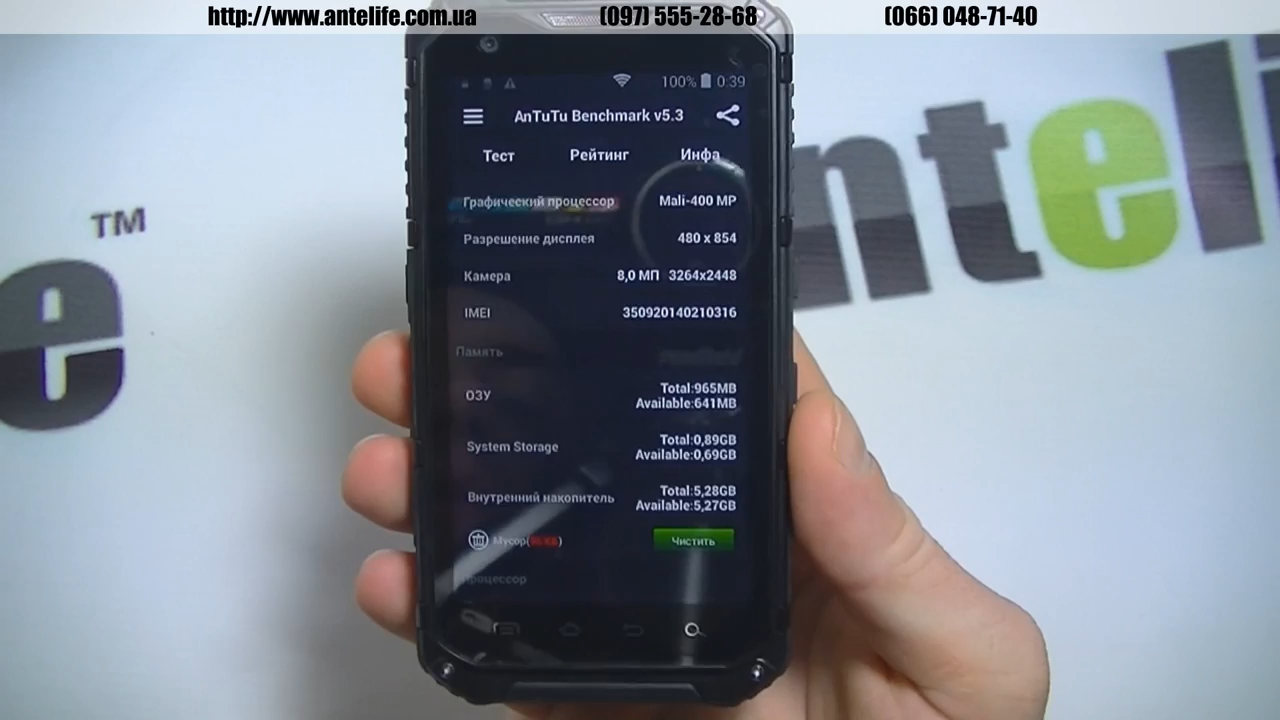 http://www.antelife.com.ua (097) 555-28-68 (066) 048-71-40
100% 0:39
AnTuTu Benchmark v5.3
Тест Рейтинг Инфа
Графический процессор Mali-400 MP
Разрешение дисплея 480 x 854
Камера 8,0 МП 3264x2448
IMEI 350920140210316
Память
ОЗУ Total:965MB
Available:641MB
System Storage Total:0,89GB
Available:0,69GB
Внутренний накопитель Total:5,28GB
Available:5,27GB
Мусор( ) Чистить
Процессор
TM
e
anteli